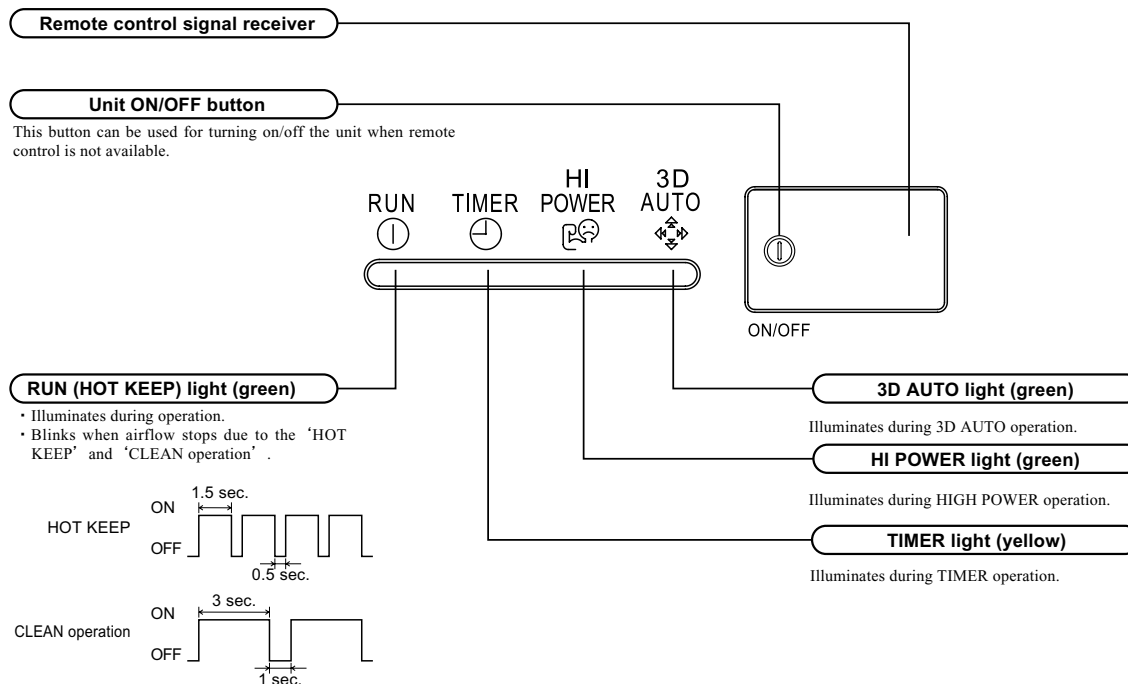 Remote control signal receiver
Unit ON/OFF button
This button can be used for turning on/off the unit when remote
control is not available.
RUN
TIMER
HI
POWER
3D
AUTO
ON/OFF
RUN (HOT KEEP) light (green)
・Illuminates during operation.
・Blinks when airflow stops due to the ‘HOT
KEEP’ and ‘CLEAN operation’ .
HOT KEEP
ON
OFF
1.5 sec.
0.5 sec.
CLEAN operation
ON
OFF
3 sec.
1 sec.
3D AUTO light (green)
Illuminates during 3D AUTO operation.
HI POWER light (green)
Illuminates during HIGH POWER operation.
TIMER light (yellow)
Illuminates during TIMER operation.